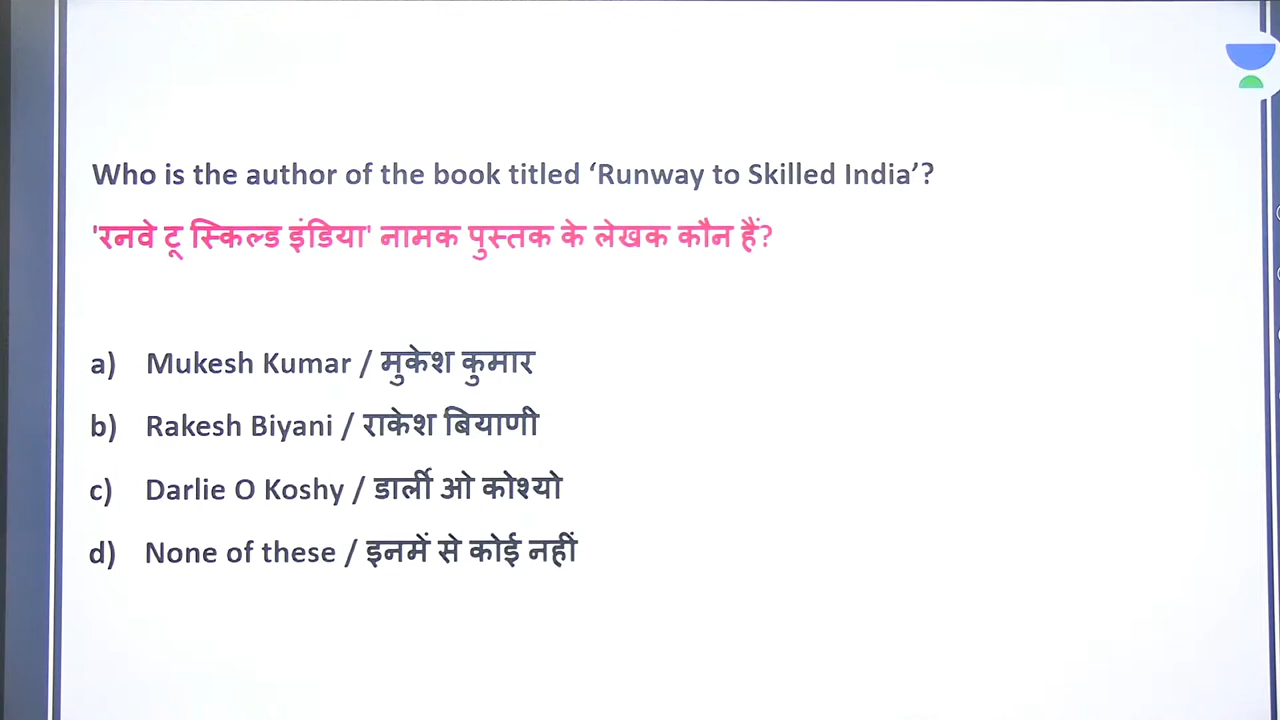 Who is the author of the book titled ‘Runway to Skilled India’?
'रनवे टू स्किल्ड इंडिया' नामक पुस्तक के लेखक कौन हैं?
a) Mukesh Kumar / मुकेश कुमार
b) Rakesh Biyani / राकेश बियाणी
c) Darlie O Koshy / डार्ली ओ कोश्यो
d) None of these / इनमें से कोई नहीं